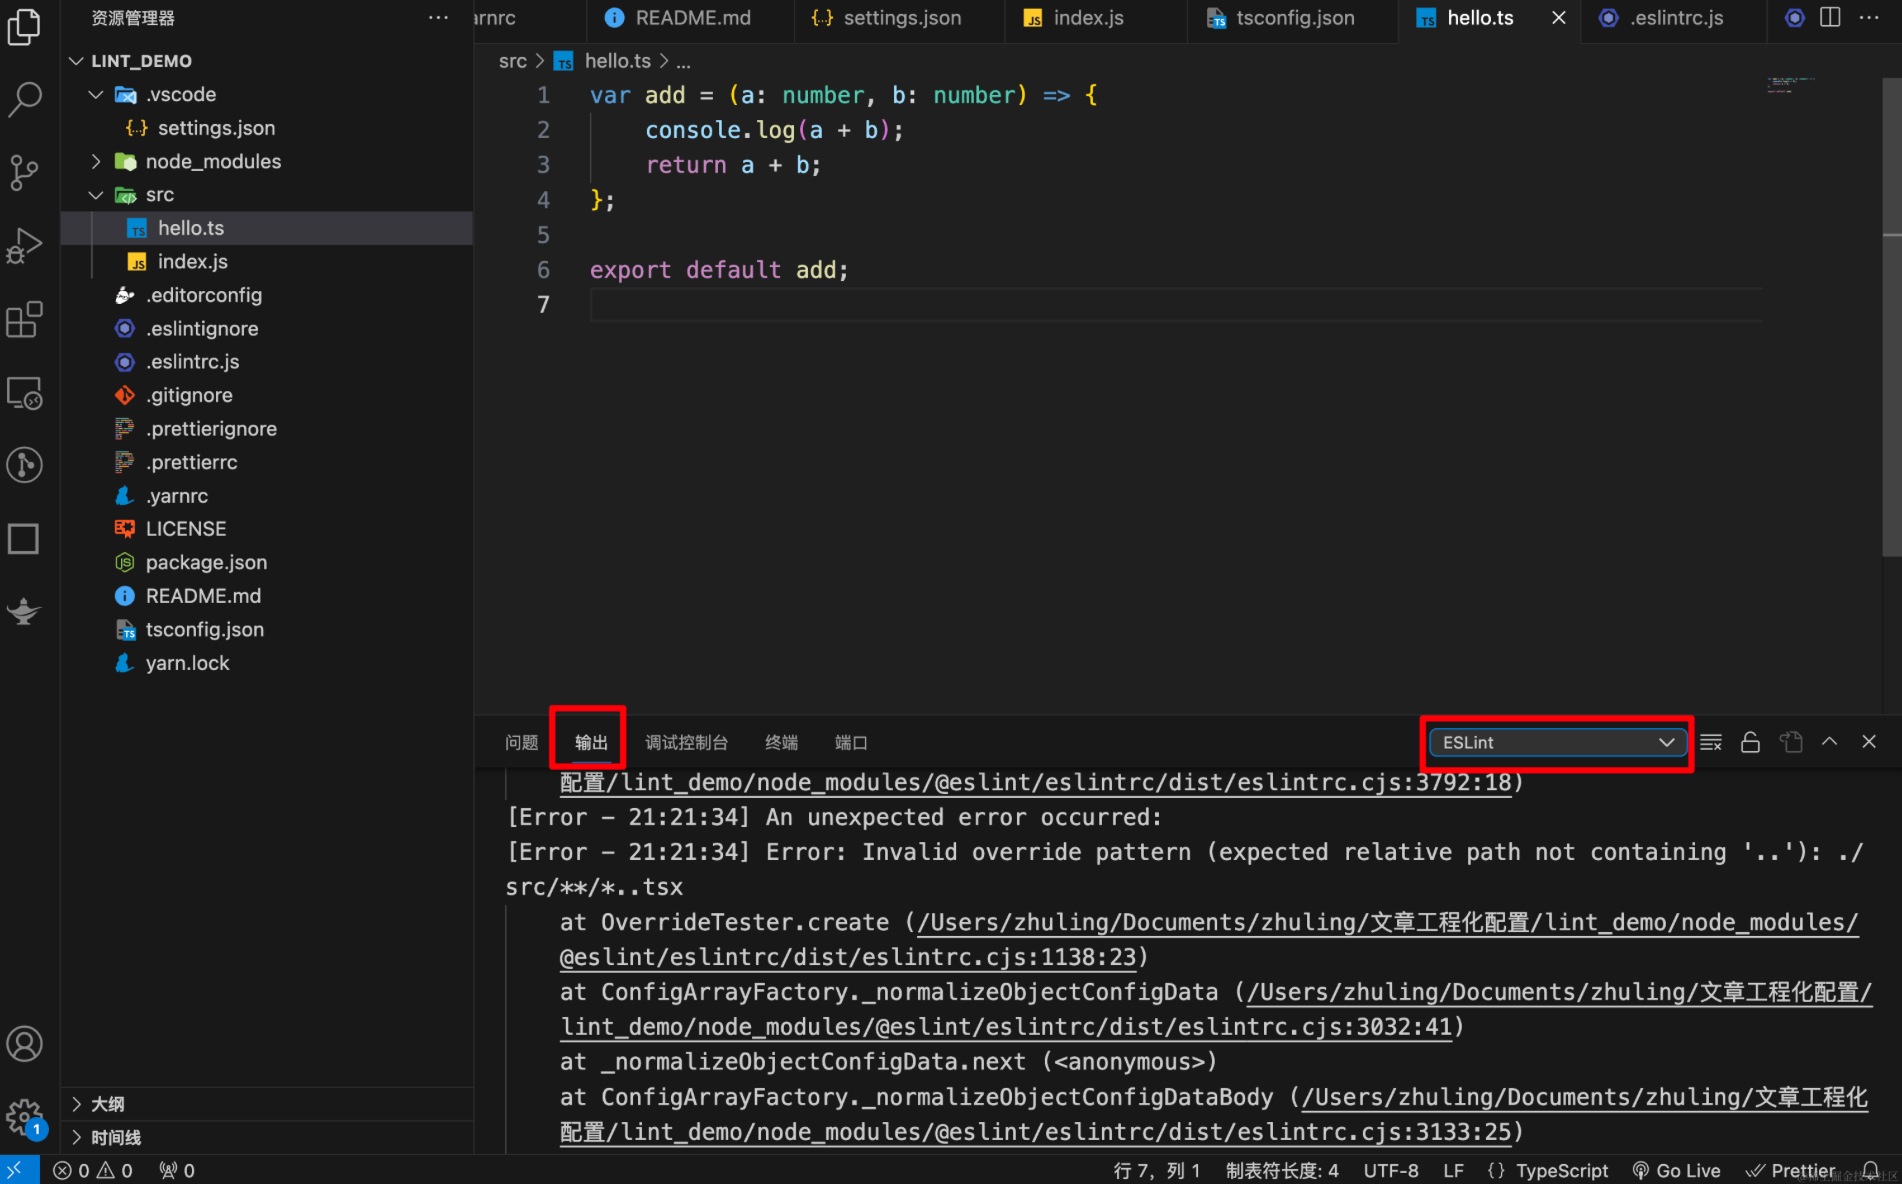 资源管理器
LINT_DEMO
.vscode
settings.json
node_modules
src
hello.ts
index.js
.editorconfig
.eslintignore
.eslintrc.js
.gitignore
.prettierignore
.prettierrc
.yarnrc
LICENSE
package.json
README.md
tsconfig.json
yarn.lock
大纲
时间线
1
arnrc README.md settings.json index.js tsconfig.json hello.ts .eslintrc.js
src > hello.ts > ...
1 var add = (a: number, b: number) => {
2 console.log(a + b);
3 return a + b;
4 };
5
6 export default add;
7
问题 输出 调试控制台 终端 端口 ESLint
配置/lint_demo/node_modules/@eslint/eslintrc/dist/eslintrc.cjs:3792:18)
[Error - 21:21:34] An unexpected error occurred:
[Error - 21:21:34] Error: Invalid override pattern (expected relative path not containing '..'): ./
src/**/*..tsx
at OverrideTester.create (/Users/zhuling/Documents/zhuling/文章工程化配置/lint_demo/node_modules/
@eslint/eslintrc/dist/eslintrc.cjs:1138:23)
at ConfigArrayFactory._normalizeObjectConfigData (/Users/zhuling/Documents/zhuling/文章工程化配置/
lint_demo/node_modules/@eslint/eslintrc/dist/eslintrc.cjs:3032:41)
at _normalizeObjectConfigData.next (<anonymous>)
at ConfigArrayFactory._normalizeObjectConfigDataBody (/Users/zhuling/Documents/zhuling/文章工程化
配置/lint_demo/node_modules/@eslint/eslintrc/dist/eslintrc.cjs:3133:25)
0 0 0 行 7，列 1 制表符长度: 4 UTF-8 LF {} TypeScript Go Live Prettier